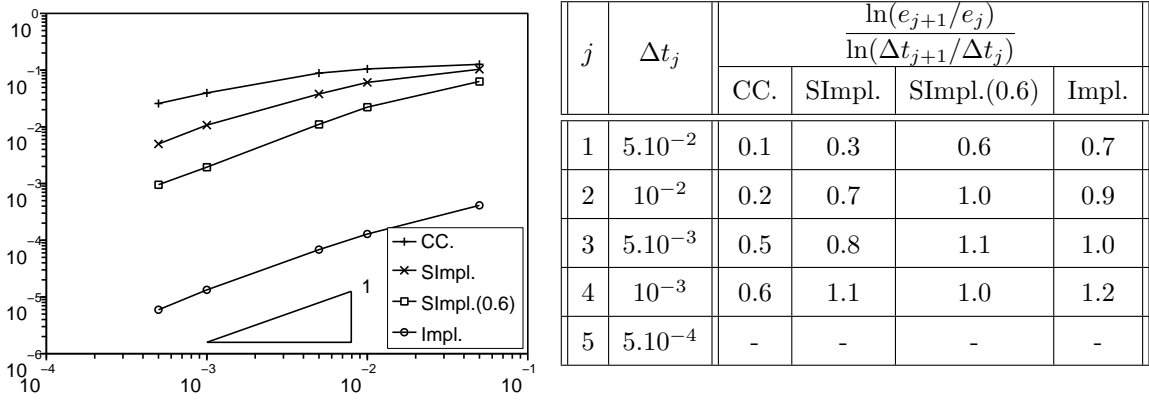 10^0
10^-1
10^-2
10^-3
10^-4
10^-5
10^-6
10^-4 10^-3 10^-2 10^-1
1
CC.
SImpl.
SImpl.(0.6)
Impl.
j Δt_j ln(e_{j+1}/e_j)
ln(Δt_{j+1}/Δt_j)
CC. SImpl. SImpl.(0.6) Impl.
1 5.10^-2 0.1 0.3 0.6 0.7
2 10^-2 0.2 0.7 1.0 0.9
3 5.10^-3 0.5 0.8 1.1 1.0
4 10^-3 0.6 1.1 1.0 1.2
5 5.10^-4 - - - -